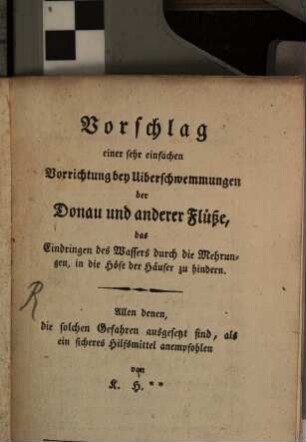 Vorschlag
einer sehr einfachen
Vorrichtung bey Uiberschwemmungen
der
Donau und anderer Flüße,
das
Eindringen des Wassers durch die Mehrun-
gen, in die Höfe der Häuser zu hindern.
R
Allen denen,
die solchen Gefahren ausgesetzt sind, als
ein sicheres Hilfsmittel anempfohlen
von
K. H. **